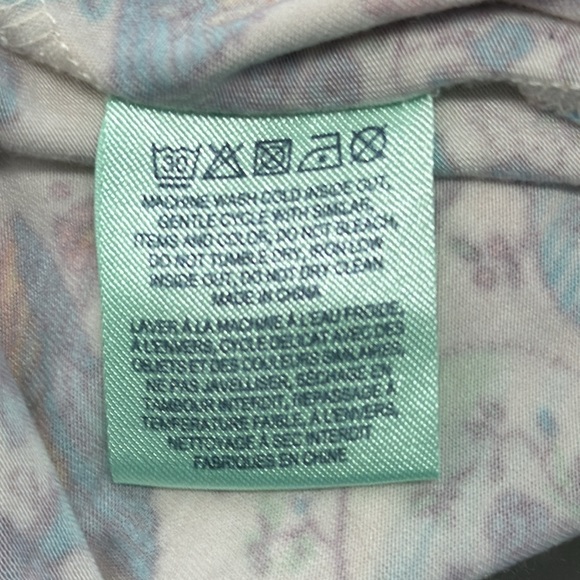 30
MACHINE WASH COLD INSIDE OUT,
GENTLE CYCLE WITH SIMILAR
ITEMS AND COLOR, DO NOT BLEACH,
DO NOT TUMBLE DRY, IRON LOW
INSIDE OUT, DO NOT DRY CLEAN
MADE IN CHINA
LAVER À LA MACHINE À L'EAU FROIDE,
À L'ENVERS, CYCLE DELICAT AVEC DES
OBJETS ET DES COULEURS SIMILAIRES,
NE PAS JAVELLISER, SÉCHAGE EN
TAMBOUR INTERDIT, REPASSAGE À
TEMPÉRATURE FAIBLE, À L'ENVERS,
NETTOYAGE À SEC INTERDIT
FABRIQUÉS EN CHINE